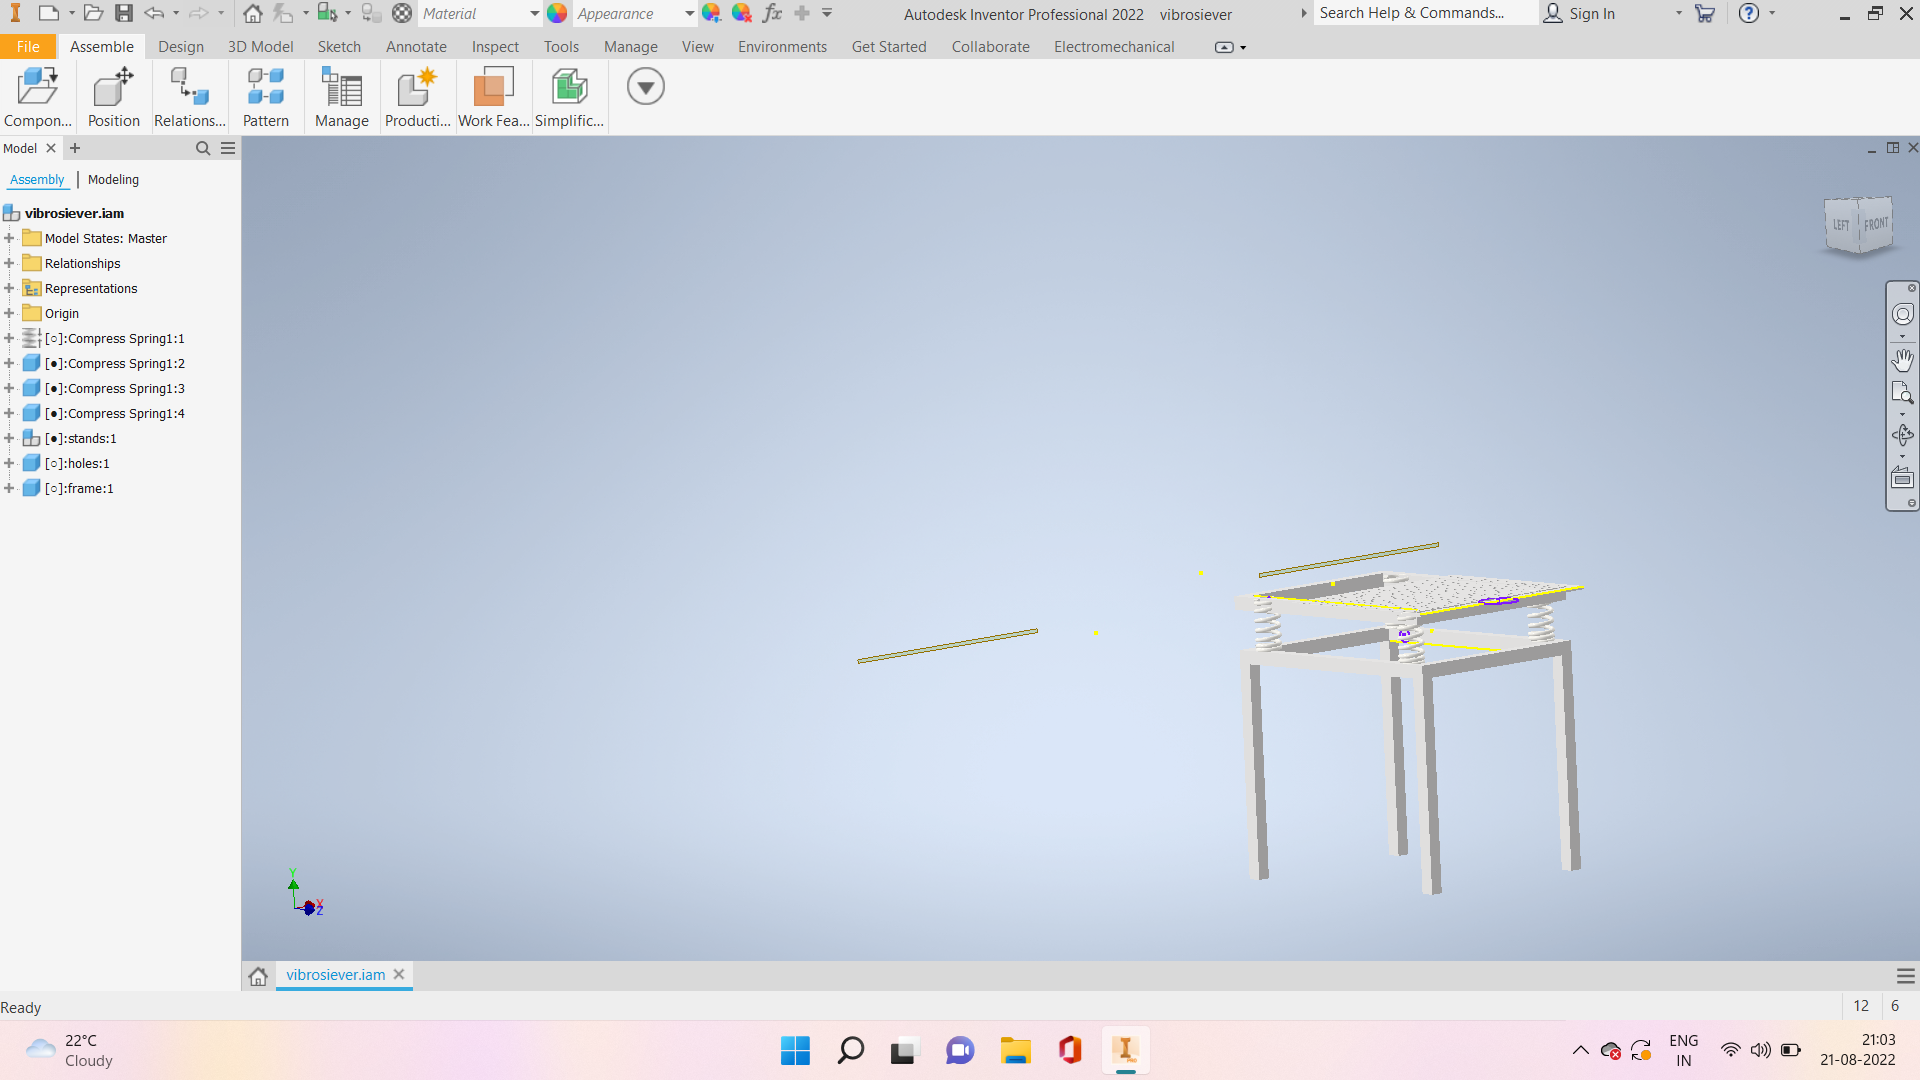 Material
Appearance
fx
Autodesk Inventor Professional 2022 vibrosiever
Search Help & Commands...
Sign In
File Assemble Design 3D Model Sketch Annotate Inspect Tools Manage View Environments Get Started Collaborate Electromechanical
Compon... Position Relations... Pattern Manage Producti... Work Fea... Simplific...
Model
Assembly | Modeling
vibrosiever.iam
Model States: Master
Relationships
Representations
Origin
[○]:Compress Spring1:1
[●]:Compress Spring1:2
[●]:Compress Spring1:3
[●]:Compress Spring1:4
[●]:stands:1
[○]:holes:1
[○]:frame:1
LEFT FRONT
Y
X
Z
vibrosiever.iam
Ready
12 6
22°C
Cloudy
ENG
IN
21:03
21-08-2022